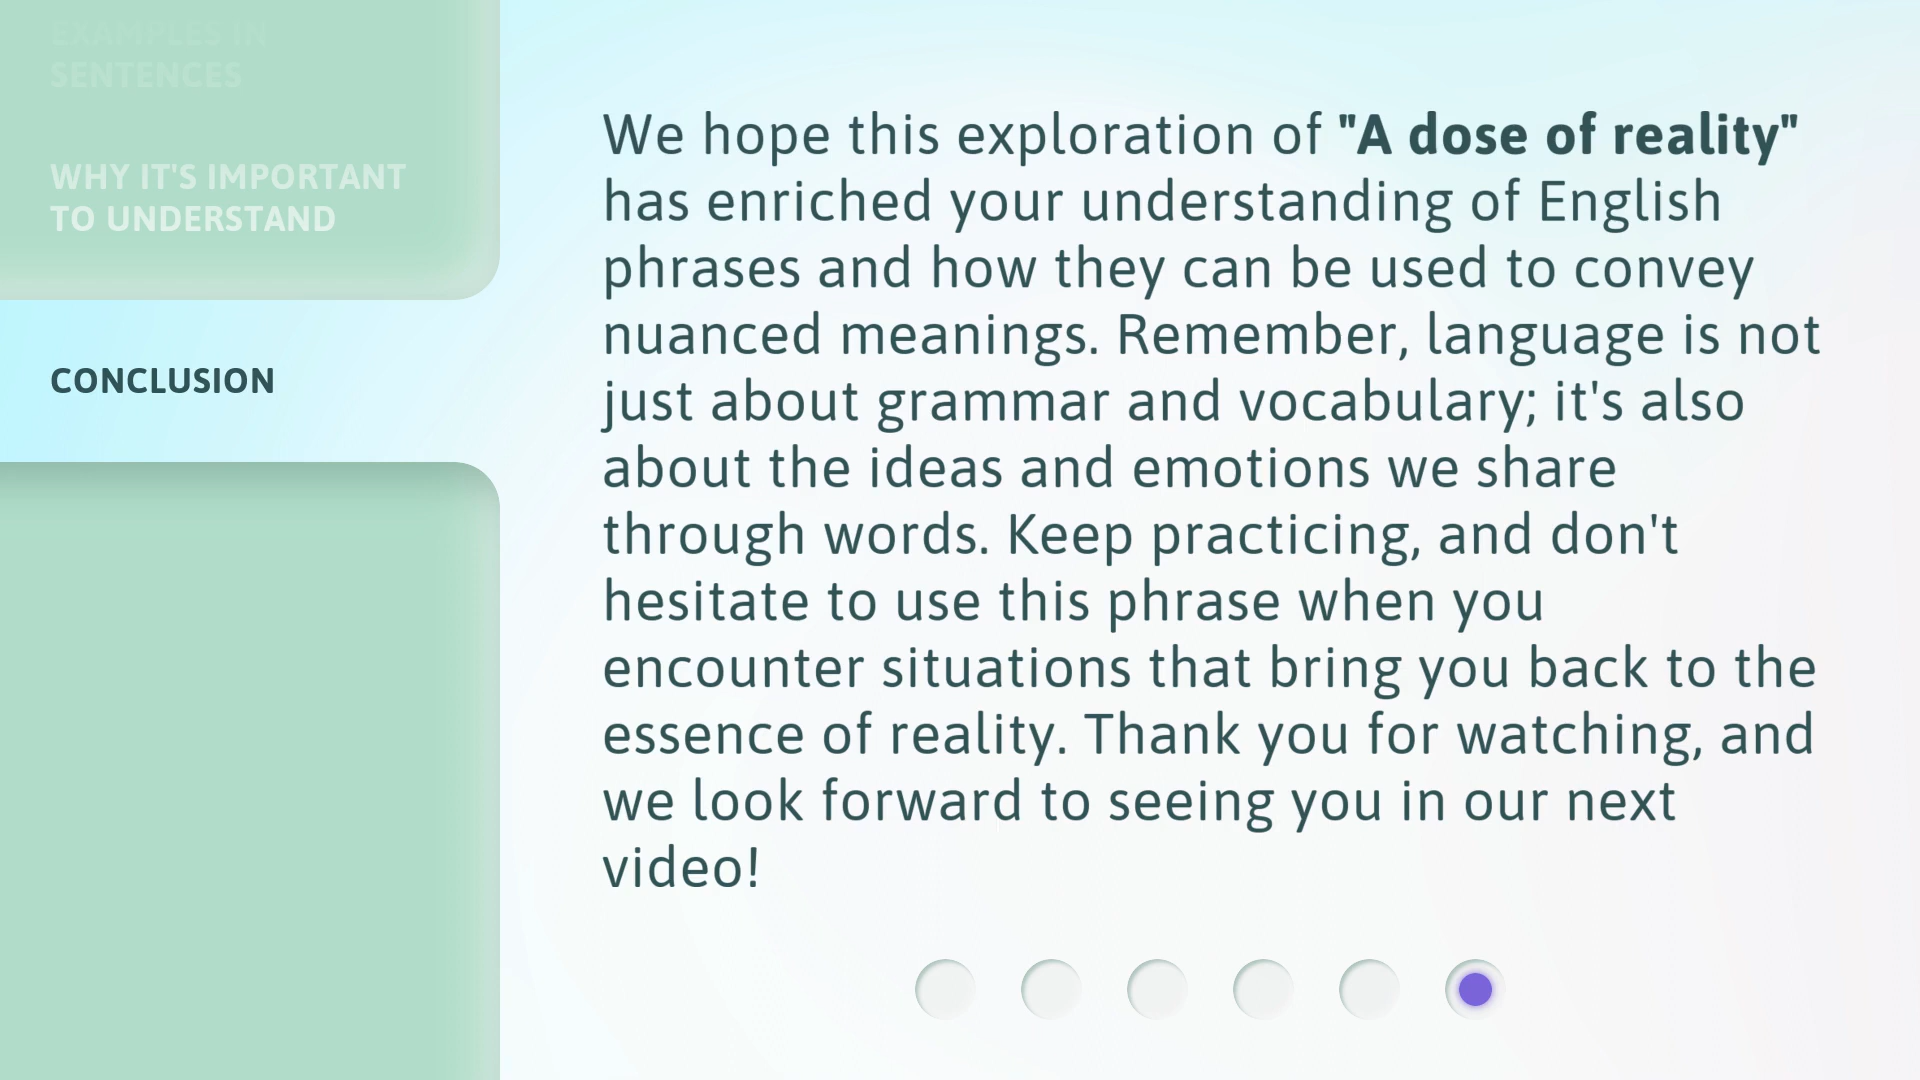 EXAMPLES IN
SENTENCES
WHY IT'S IMPORTANT
TO UNDERSTAND
CONCLUSION
We hope this exploration of "A dose of reality"
has enriched your understanding of English
phrases and how they can be used to convey
nuanced meanings. Remember, language is not
just about grammar and vocabulary; it's also
about the ideas and emotions we share
through words. Keep practicing, and don't
hesitate to use this phrase when you
encounter situations that bring you back to the
essence of reality. Thank you for watching, and
we look forward to seeing you in our next
video!